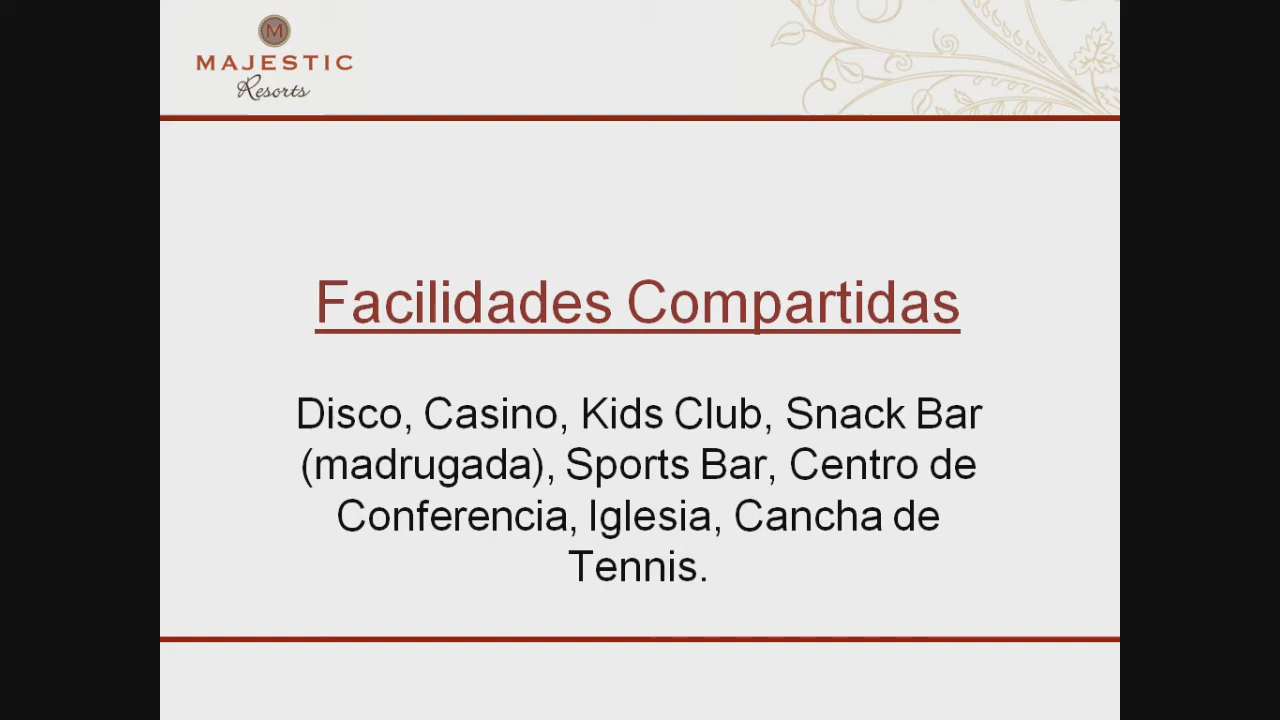 M
MAJESTIC
Resorts
Facilidades Compartidas
Disco, Casino, Kids Club, Snack Bar
(madrugada), Sports Bar, Centro de
Conferencia, Iglesia, Cancha de
Tennis.